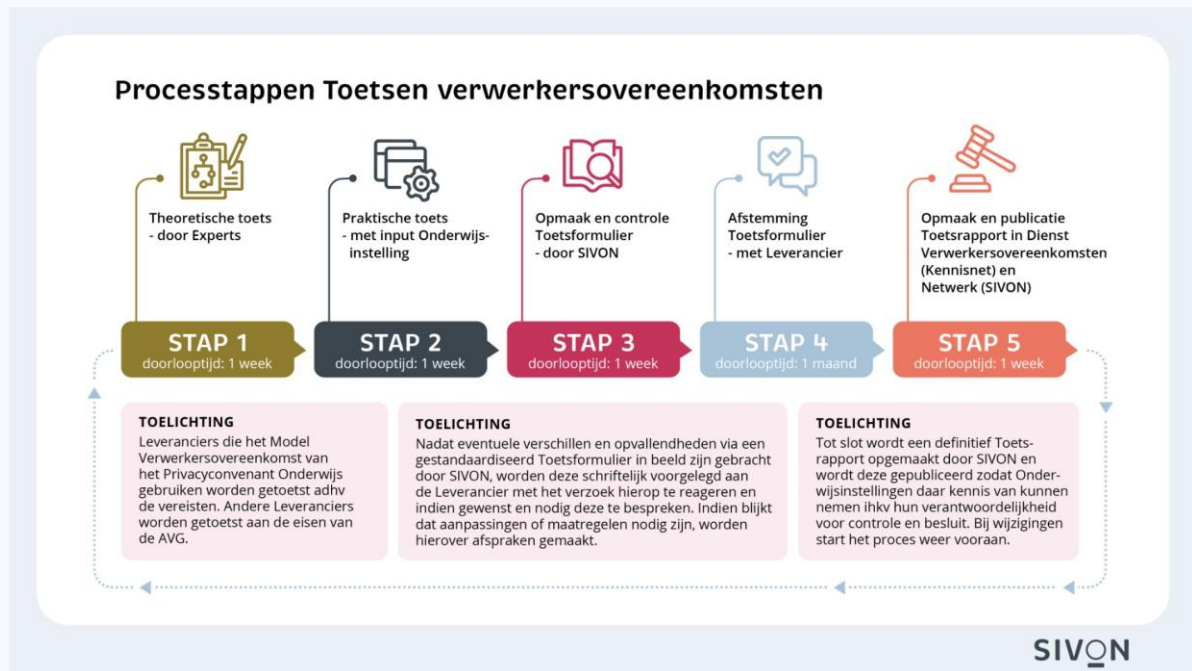 Processtappen Toetsen verwerkersovereenkomsten
Theoretische toets
- door Experts
Praktische toets
- met input Onderwijs-
instelling
Opmaak en controle
Toetsformulier
- door SIVON
Afstemming
Toetsformulier
- met Leverancier
Opmaak en publicatie
Toetsrapport in Dienst
Verwerkersovereenkomsten
(Kennisnet) en
Netwerk (SIVON)
STAP 1
doorlooptijd: 1 week
STAP 2
doorlooptijd: 1 week
STAP 3
doorlooptijd: 1 week
STAP 4
doorlooptijd: 1 maand
STAP 5
doorlooptijd: 1 week
TOELICHTING
Leveranciers die het Model
Verwerkersovereenkomst van
het Privacyconvenant Onderwijs
gebruiken worden getoetst adhv
de vereisten. Andere Leveranciers
worden getoetst aan de eisen van
de AVG.
TOELICHTING
Nadat eventuele verschillen en opvallendheden via een
gestandaardiseerd Toetsformulier in beeld zijn gebracht
door SIVON, worden deze schriftelijk voorgelegd aan
de Leverancier met het verzoek hierop te reageren en
indien gewenst en nodig deze te bespreken. Indien blijkt
dat aanpassingen of maatregelen nodig zijn, worden
hierover afspraken gemaakt.
TOELICHTING
Tot slot wordt een definitief Toets-
rapport opgemaakt door SIVON en
wordt deze gepubliceerd zodat Onder-
wijsinstellingen daar kennis van kunnen
nemen ihkv hun verantwoordelijkheid
voor controle en besluit. Bij wijzigingen
start het proces weer vooraan.
SIVON